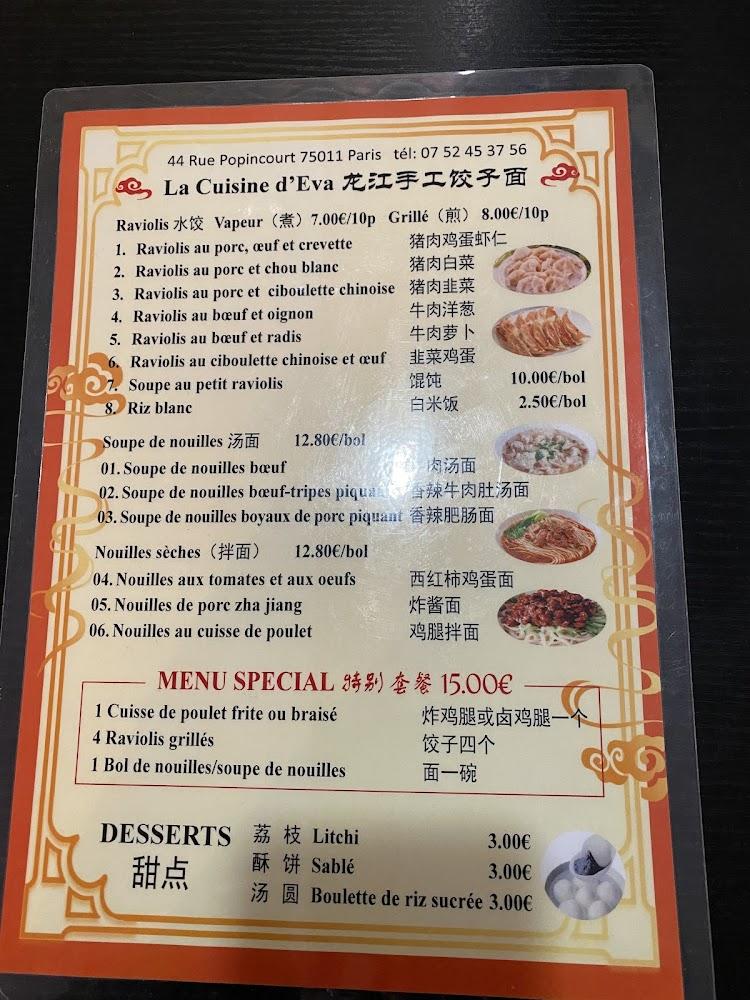 44 Rue Popincourt 75011 Paris tél: 07 52 45 37 56
La Cuisine d'Eva 龙江手工饺子面
Raviolis 水饺 Vapeur（煮）7.00€/10p Grillé（煎） 8.00€/10p
1. Raviolis au porc, œuf et crevette 猪肉鸡蛋虾仁
2. Raviolis au porc et chou blanc 猪肉白菜
3. Raviolis au porc et ciboulette chinoise 猪肉韭菜
4. Raviolis au bœuf et oignon 牛肉洋葱
5. Raviolis au bœuf et radis 牛肉萝卜
6. Raviolis au ciboulette chinoise et œuf 韭菜鸡蛋
7. Soupe au petit raviolis 馄饨 10.00€/bol
8. Riz blanc 白米饭 2.50€/bol
Soupe de nouilles 汤面 12.80€/bol
01. Soupe de nouilles bœuf 肉汤面
02. Soupe de nouilles bœuf-tripes piquant 香辣牛肉肚汤面
03. Soupe de nouilles boyaux de porc piquant 香辣肥肠面
Nouilles sèches（拌面） 12.80€/bol
04. Nouilles aux tomates et aux oeufs 西红柿鸡蛋面
05. Nouilles de porc zha jiang 炸酱面
06. Nouilles au cuisse de poulet 鸡腿拌面
MENU SPECIAL 特别套餐 15.00€
1 Cuisse de poulet frite ou braisé 炸鸡腿或卤鸡腿一个
4 Raviolis grillés 饺子四个
1 Bol de nouilles/soupe de nouilles 面一碗
DESSERTS 荔枝 Litchi 3.00€
甜点 酥饼 Sablé 3.00€
汤圆 Boulette de riz sucrée 3.00€